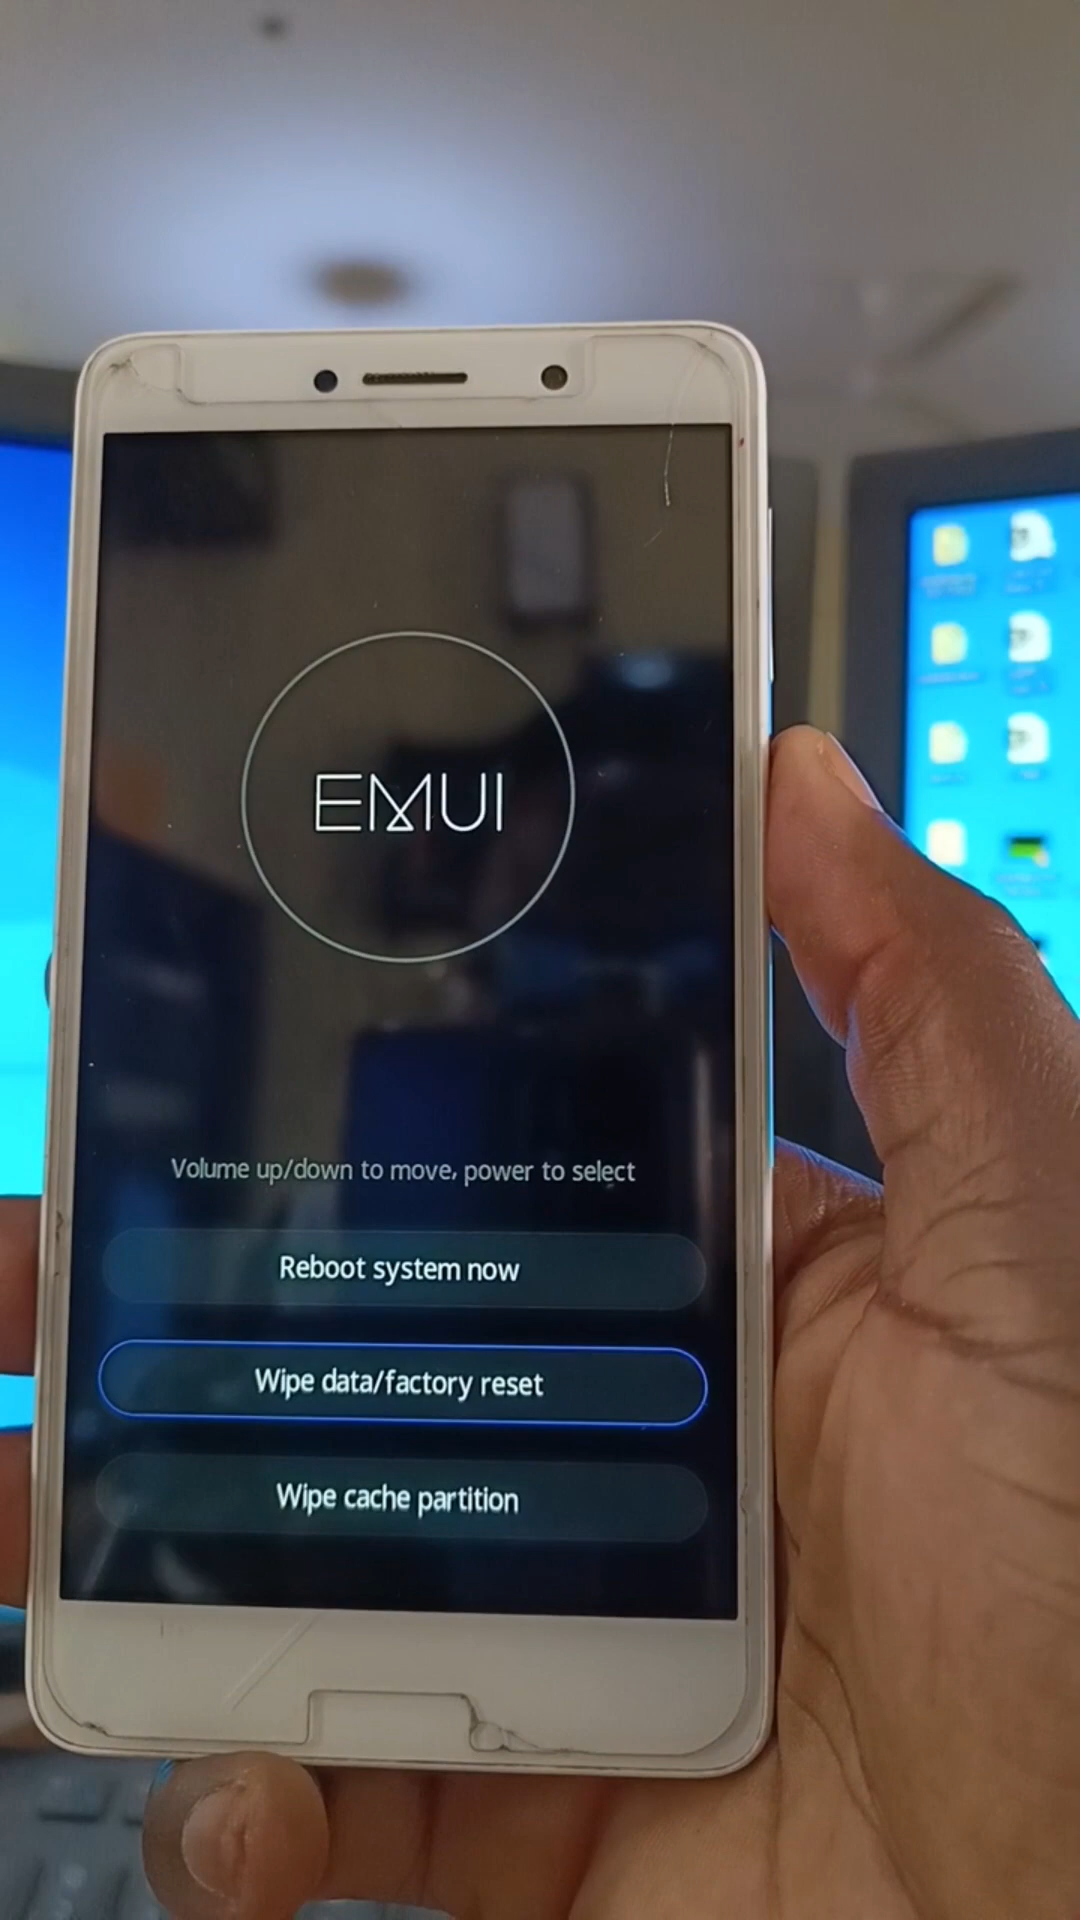 EMUI
Volume up/down to move, power to select
Reboot system now
Wipe data/factory reset
Wipe cache partition